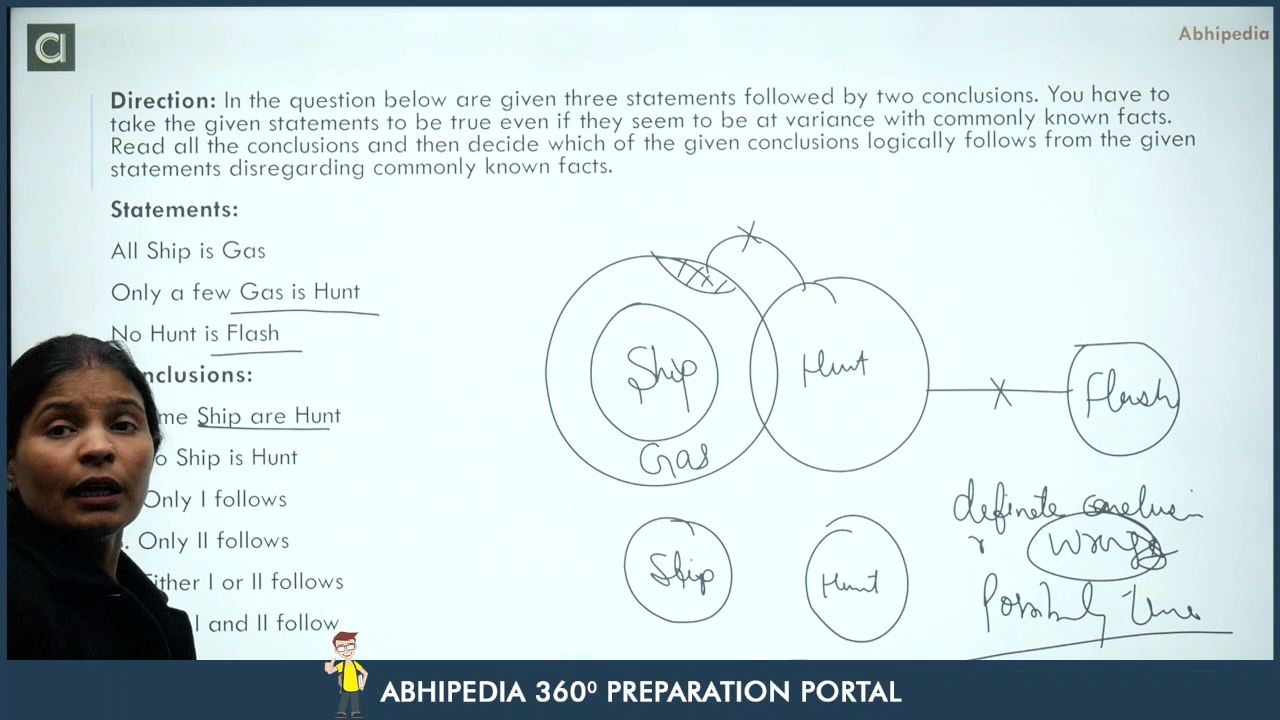 Abhipedia
Direction: In the question below are given three statements followed by two conclusions. You have to
take the given statements to be true even if they seem to be at variance with commonly known facts.
Read all the conclusions and then decide which of the given conclusions logically follows from the given
statements disregarding commonly known facts.
Statements:
All Ship is Gas
Only a few Gas is Hunt
No Hunt is Flash
nclusions:
me Ship are Hunt
o Ship is Hunt
Only I follows
. Only II follows
ither I or II follows
I and II follow
Ship
Gas
Hunt
Flash
Ship
Hunt
definate
wrong
Possibly
ABHIPEDIA 360⁰ PREPARATION PORTAL